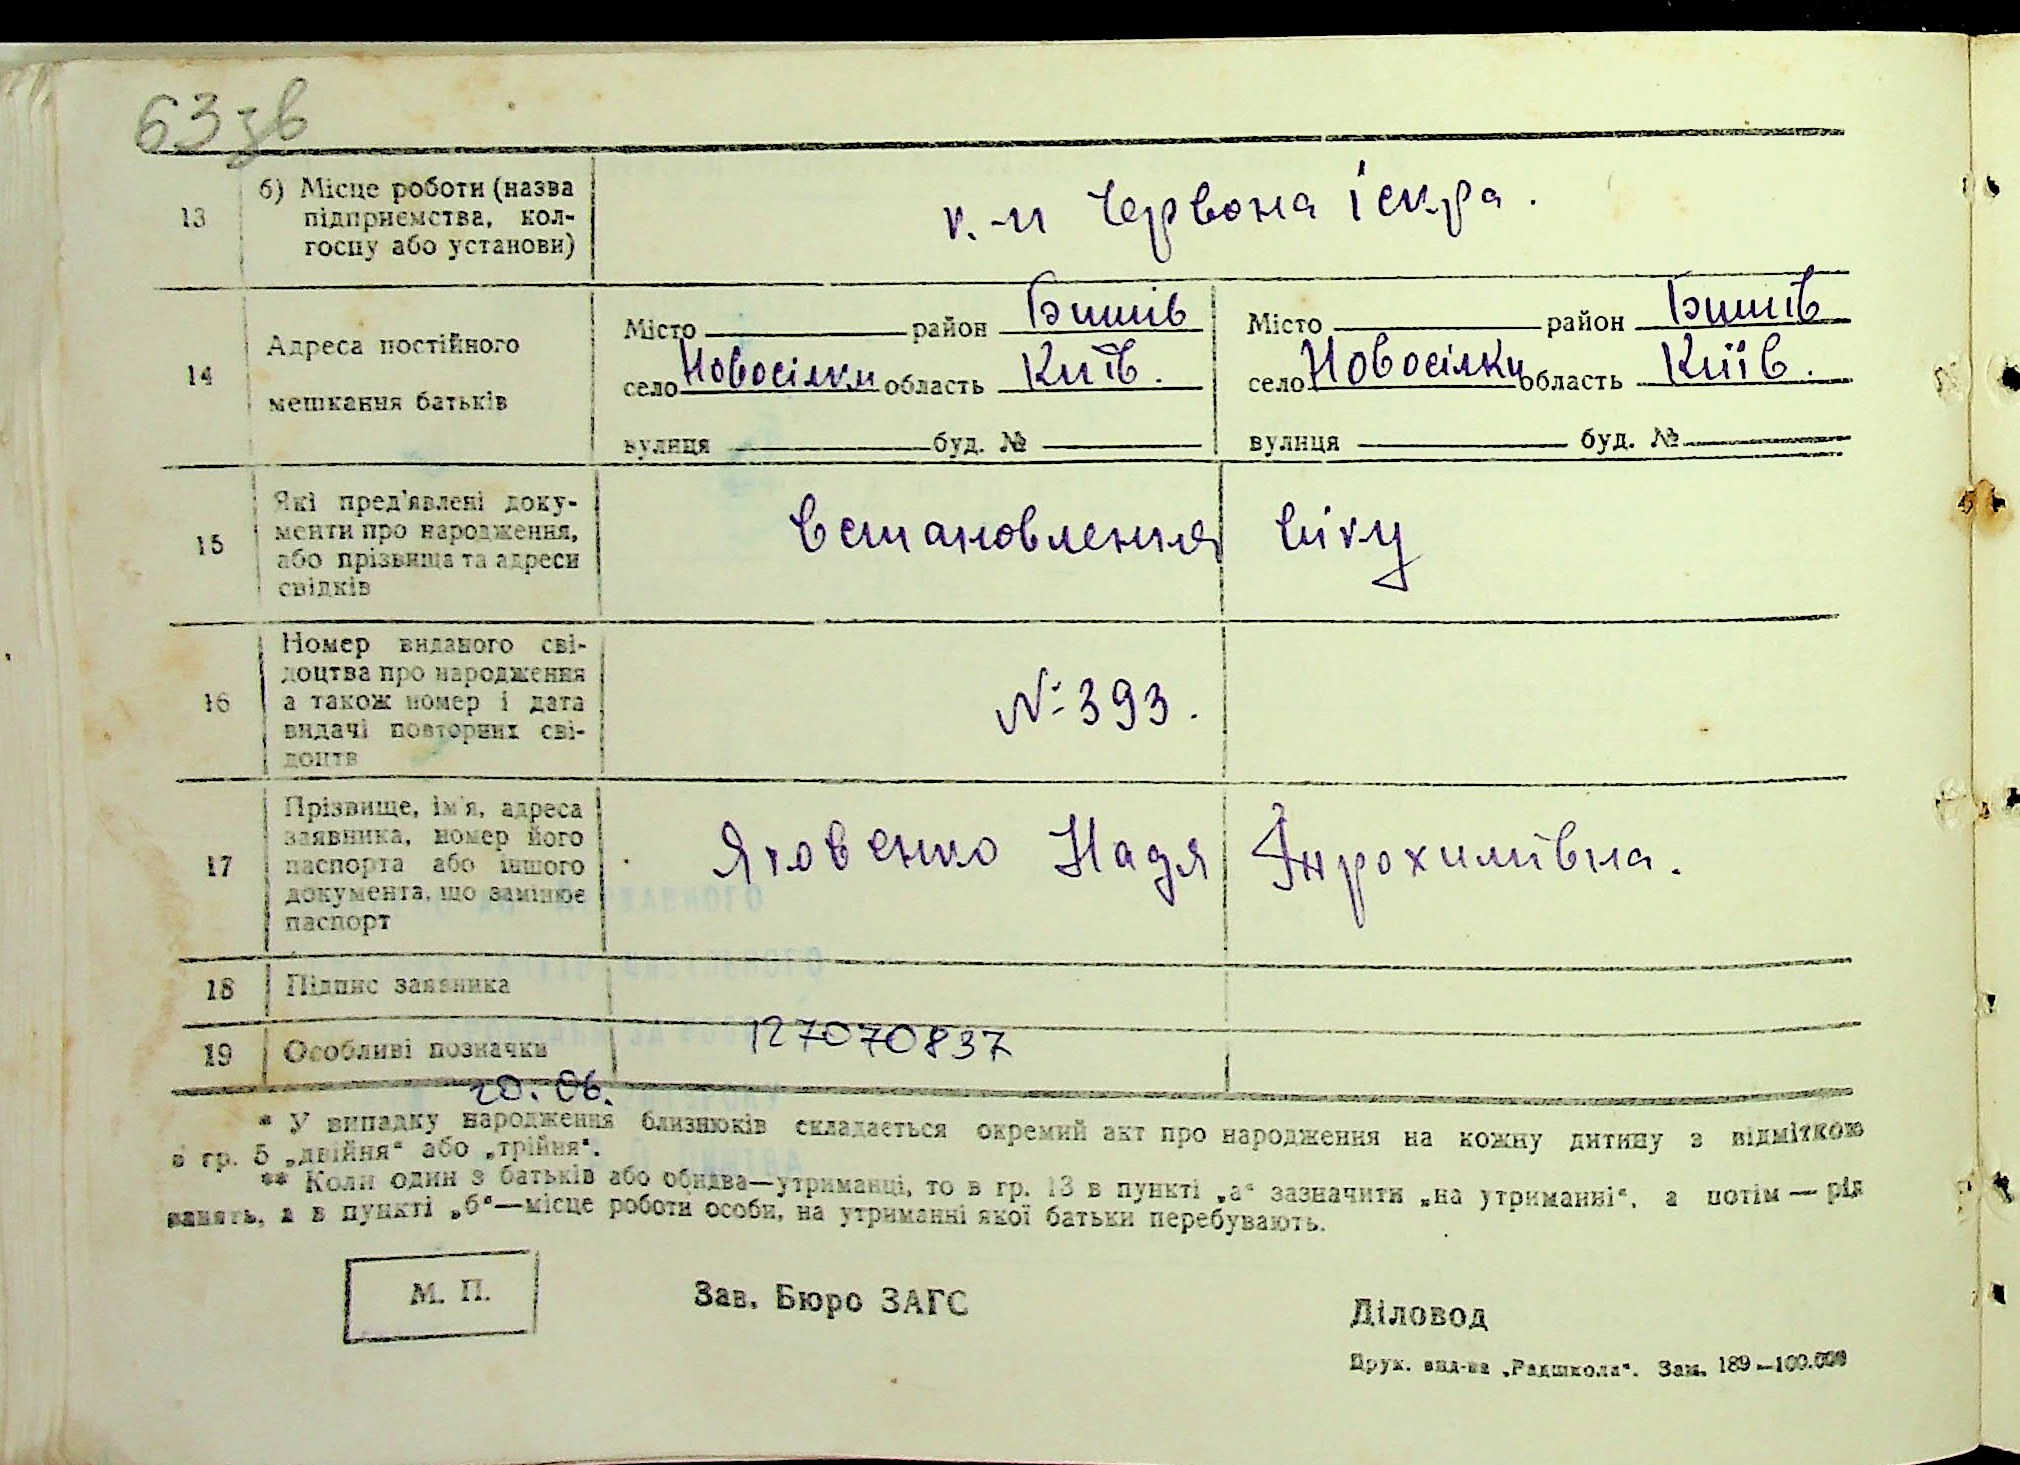 63зв
13 б) Місце роботи (назва
підприємства, кол-
госпу або установи)
к. м Червона іскра.
14 Адреса постійного
мешкання батьків
Місто район Бишів
село Новосілки область Київ.
вулиця буд. №
Місто район Бишів
село Новосілки область Київ.
вулиця буд. №
15 Які пред'явлені доку-
менти про народження,
або прізвища та адреси
свідків
Встановлення віку
16 Номер виданого сві-
доцтва про народження
а також номер і дата
видачі повторних сві-
доцтв
№ 393.
17 Прізвище, ім'я, адреса
заявника, номер його
паспорта або іншого
документа, що замінює
паспорт
Яковенко Надя
18 Підпис заявника
19 Особливі позначки
127070837
20.06.
* У випадку народження близнюків складається окремий акт про народження на кожну дитину з відміткою
в гр. 5 „двійня“ або „трійня“.
** Коли один з батьків або обидва—утриманці, то в гр. 13 в пункті „а“ зазначити „на утриманні“, а потім — рід
занять, а в пункті „б“—місце роботи особи, на утриманні якої батьки перебувають.
М. П.
Зав. Бюро ЗАГС
Діловод
Друк. вид-ва „Радшкола“. Зам. 189—100.000